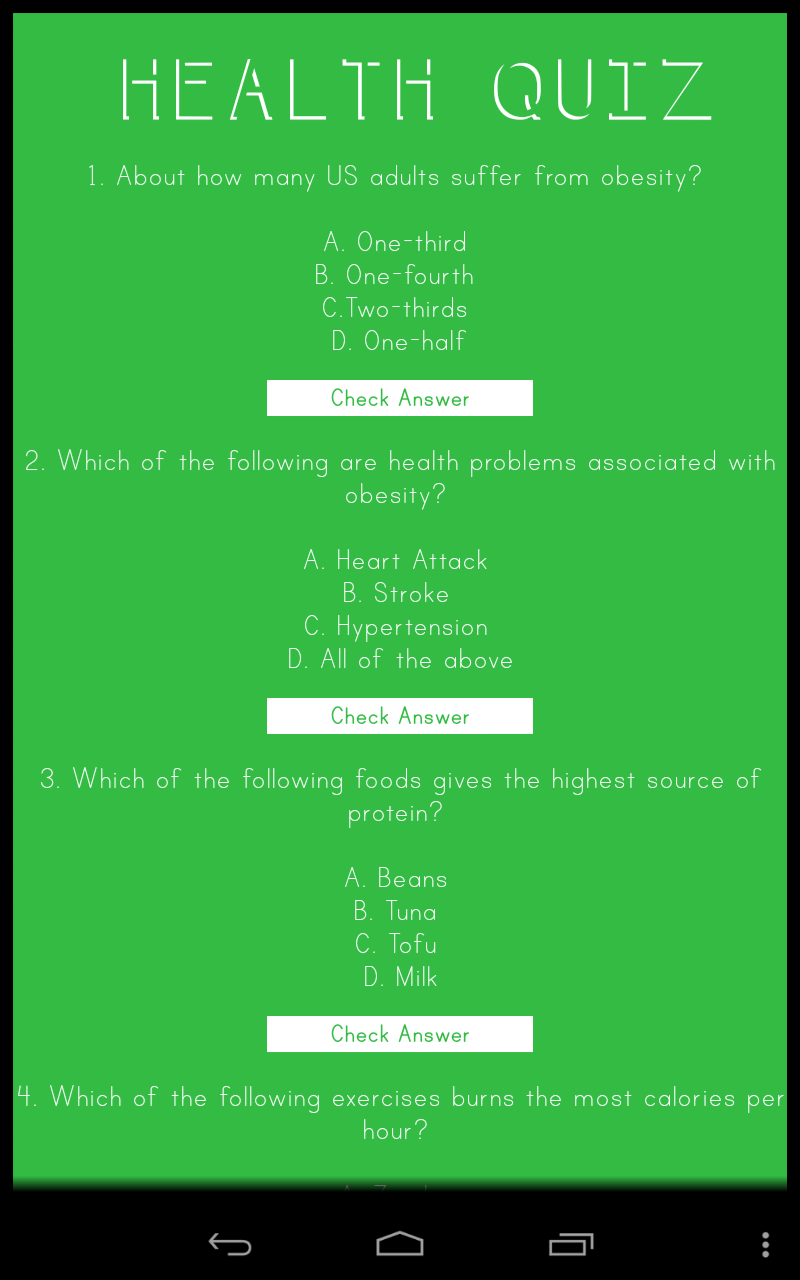 HEALTH QUIZ
1. About how many US adults suffer from obesity?
A. One-third
B. One-fourth
C.Two-thirds
D. One-half
Check Answer
2. Which of the following are health problems associated with
obesity?
A. Heart Attack
B. Stroke
C. Hypertension
D. All of the above
Check Answer
3. Which of the following foods gives the highest source of
protein?
A. Beans
B. Tuna
C. Tofu
D. Milk
Check Answer
4. Which of the following exercises burns the most calories per
hour?